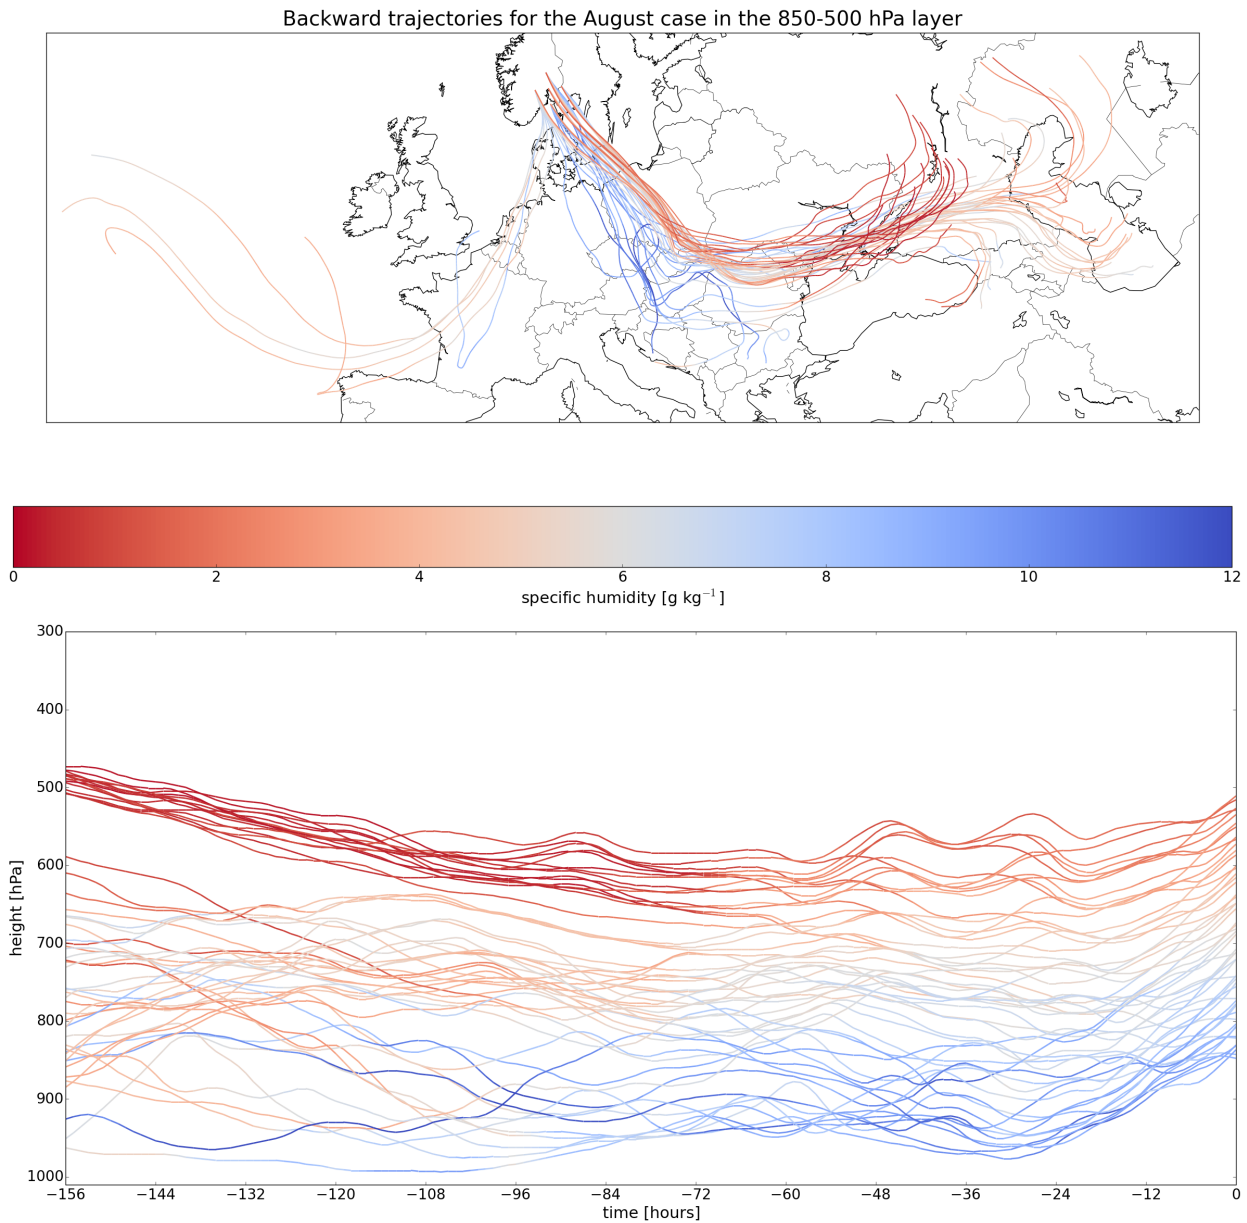 Backward trajectories for the August case in the 850-500 hPa layer
0 2 4 6 8 10 12
specific humidity [g kg⁻¹]
300
400
500
600
700
800
900
1000
height [hPa]
−156 −144 −132 −120 −108 −96 −84 −72 −60 −48 −36 −24 −12 0
time [hours]